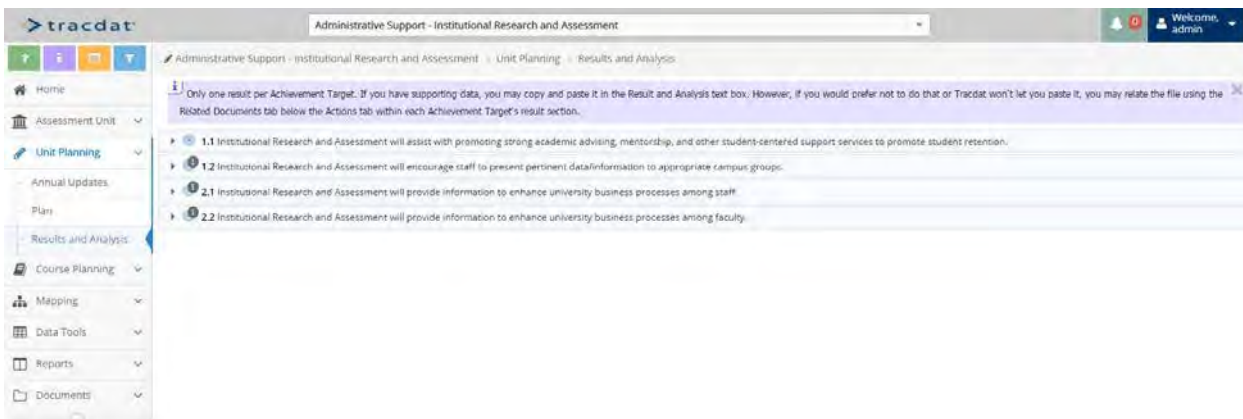 tracdat
Administrative Support - Institutional Research and Assessment
0
Welcome,
admin
Administrative Support - Institutional Research and Assessment > Unit Planning > Results and Analysis
Home
Assessment Unit
Unit Planning
Annual Updates
Plan
Results and Analysis
Course Planning
Mapping
Data Tools
Reports
Documents
Only one result per Achievement Target. If you have supporting data, you may copy and paste it in the Result and Analysis text box. However, if you would prefer not to do that or Tracdat won't let you paste it, you may relate the file using the
Related Documents tab below the Actions tab within each Achievement Target's result section.
1.1 Institutional Research and Assessment will assist with promoting strong academic advising, mentorship, and other student-centered support services to promote student retention.
1.2 Institutional Research and Assessment will encourage staff to present pertinent data/information to appropriate campus groups.
2.1 Institutional Research and Assessment will provide information to enhance university business processes among staff.
2.2 Institutional Research and Assessment will provide information to enhance university business processes among faculty.